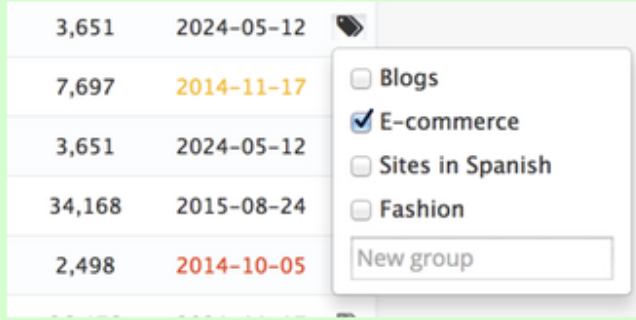 3,651 2024-05-12
7,697 2014-11-17
3,651 2024-05-12
34,168 2015-08-24
2,498 2014-10-05
Blogs
E-commerce
Sites in Spanish
Fashion
New group